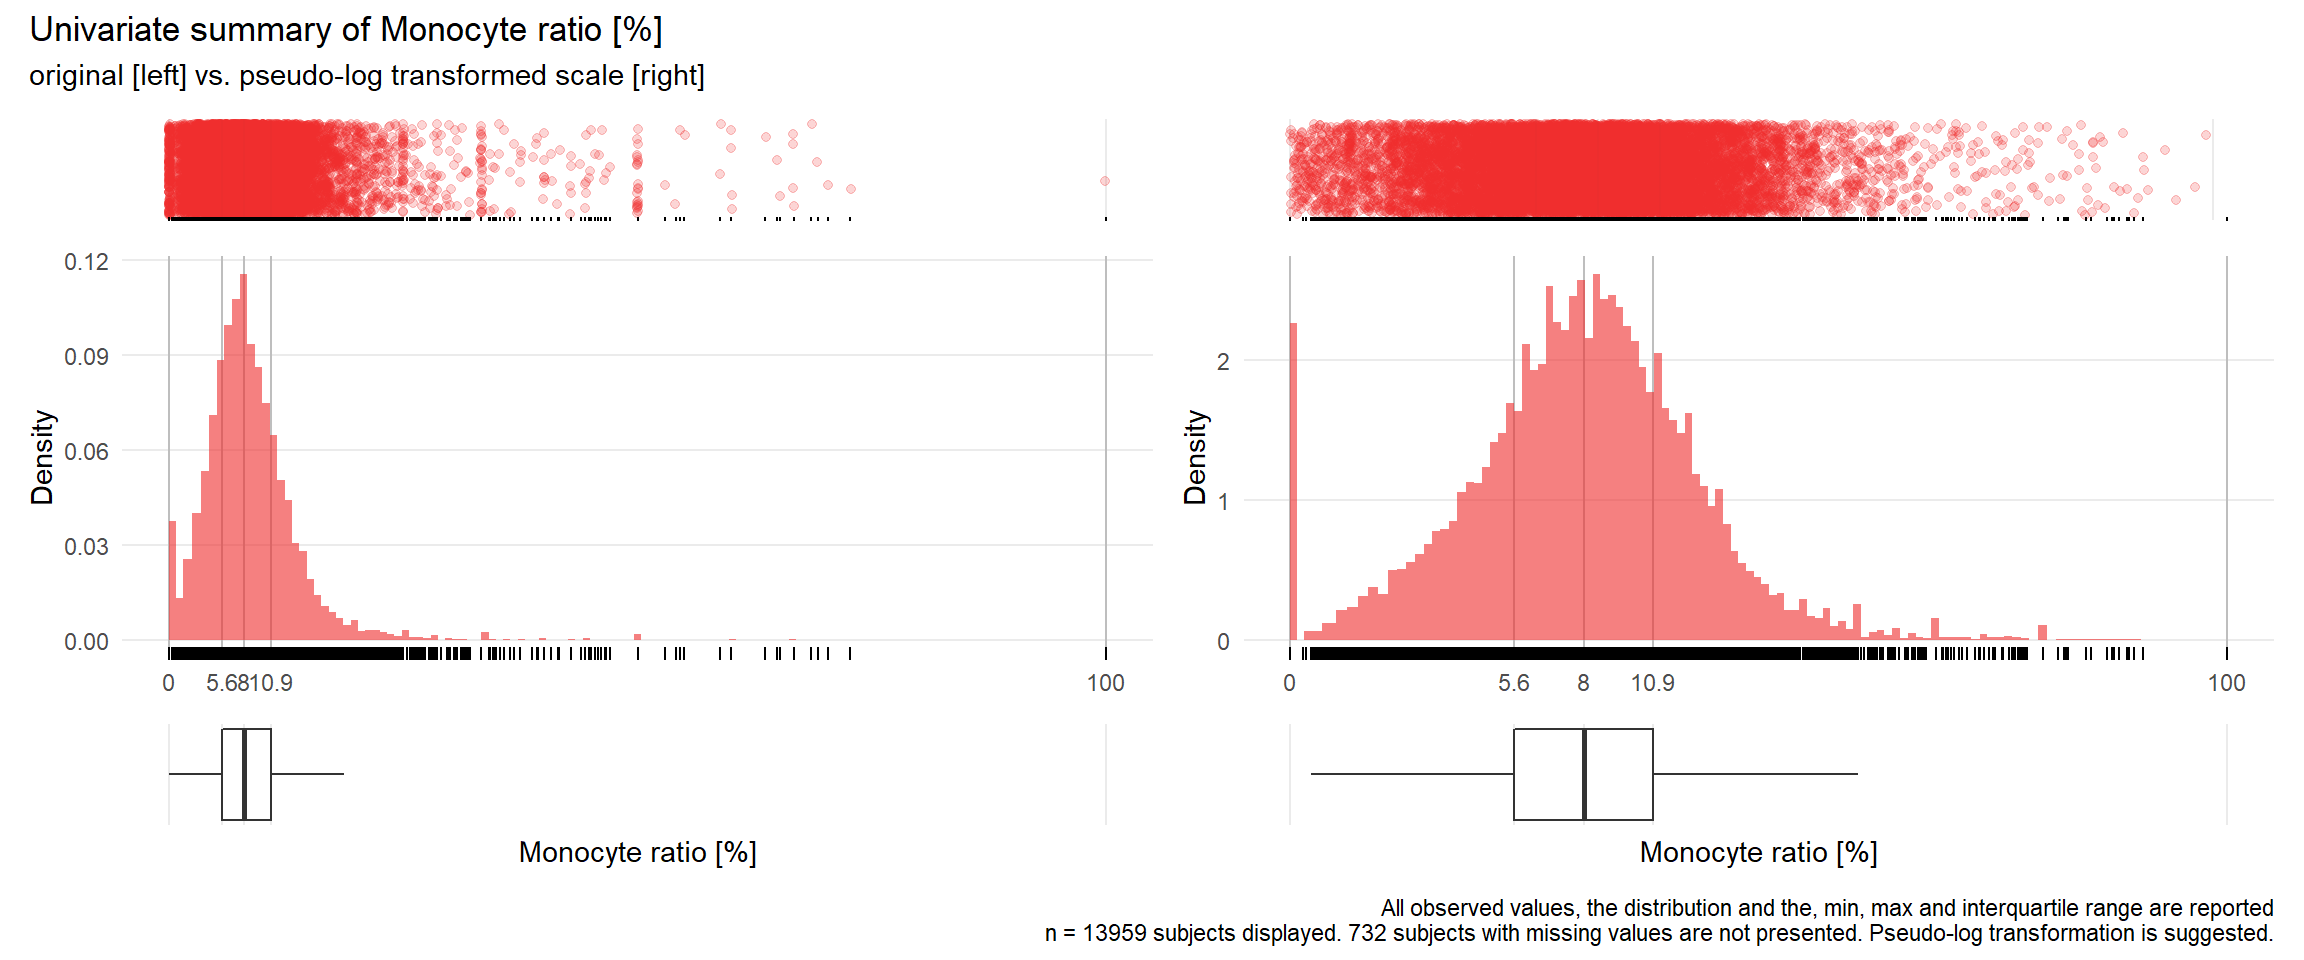 Univariate summary of Monocyte ratio [%]
original [left] vs. pseudo-log transformed scale [right]
Density
0.12
0.09
0.06
0.03
0.00
0 5.6 8 10.9 100
Monocyte ratio [%]
Density
2
1
0
0 5.6 8 10.9 100
Monocyte ratio [%]
All observed values, the distribution and the, min, max and interquartile range are reported
n = 13959 subjects displayed. 732 subjects with missing values are not presented. Pseudo-log transformation is suggested.